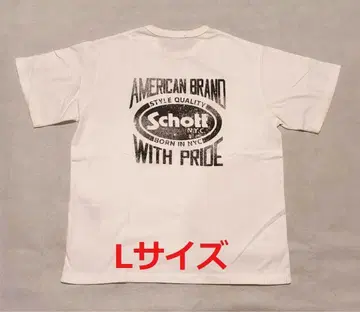 AMERICAN BRAND
STYLE QUALITY
Schott
N.Y.C.
BORN IN NYC
WITH PRIDE
Lサイズ